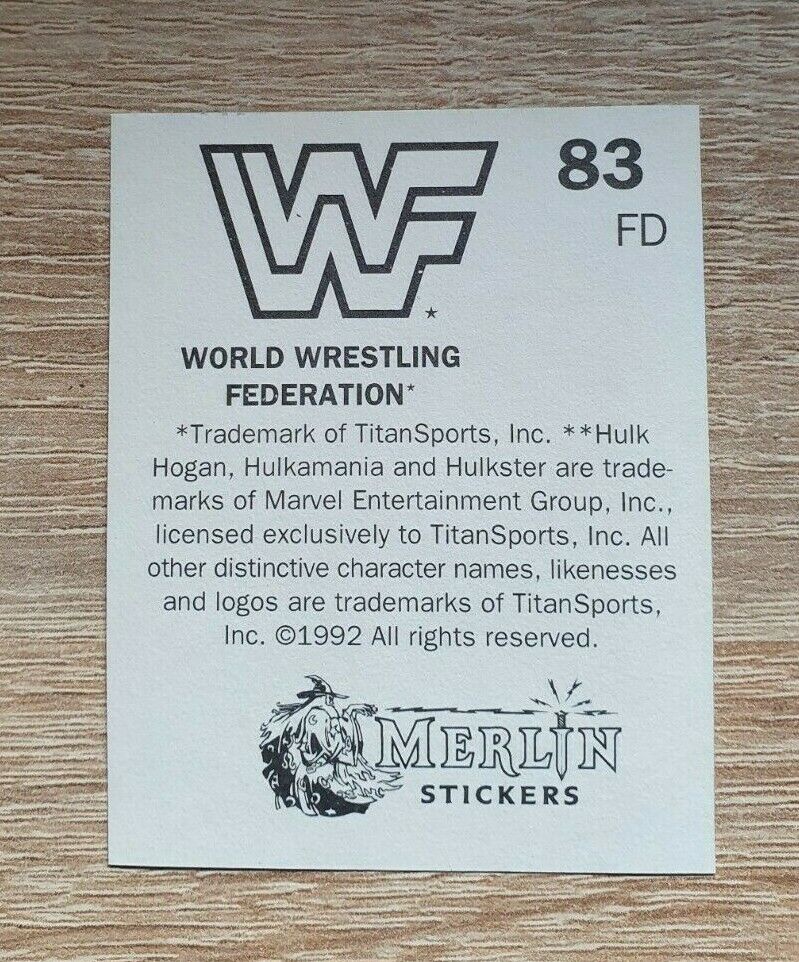 WF
83
FD
WORLD WRESTLING
FEDERATION*
*Trademark of TitanSports, Inc. **Hulk
Hogan, Hulkamania and Hulkster are trade-
marks of Marvel Entertainment Group, Inc.,
licensed exclusively to TitanSports, Inc. All
other distinctive character names, likenesses
and logos are trademarks of TitanSports,
Inc. ©1992 All rights reserved.
MERLIN
STICKERS